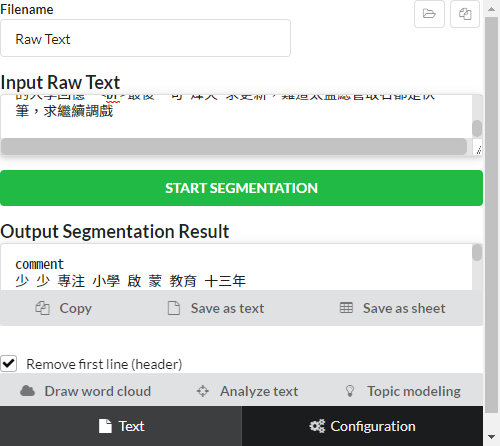 Filename
Raw Text
Input Raw Text
筆，求繼續調戲
START SEGMENTATION
Output Segmentation Result
comment
少 少 專注 小學 啟 蒙 教育 十三年
Copy
Save as text
Save as sheet
Remove first line (header)
Draw word cloud
Analyze text
Topic modeling
Text
Configuration